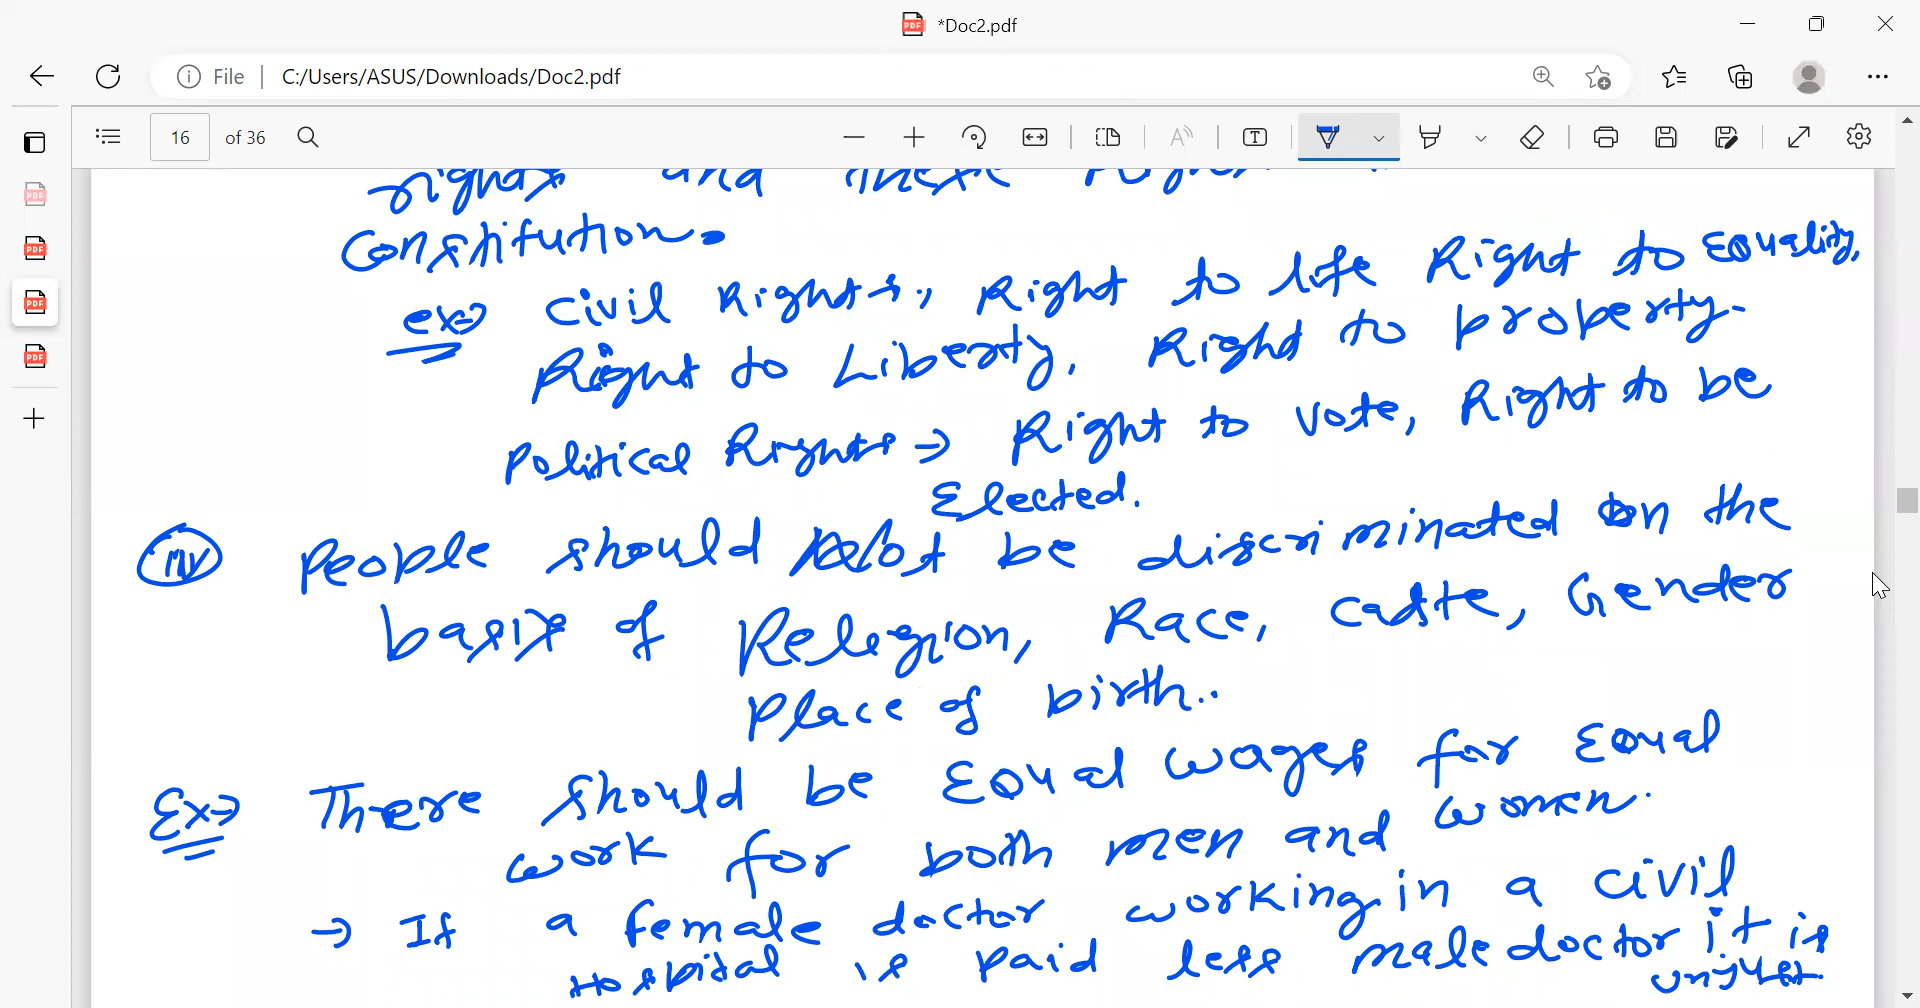 *Doc2.pdf
File
C:/Users/ASUS/Downloads/Doc2.pdf
16 of 36
rights and these
Constitution.
ex⇒ Civil Rights, Right to life Right to Equality,
Right to Liberty, Right to property.
Political Rights ⇒ Right to vote, Right to be
Elected.
People should Not be discriminated on the
basis of Relegion, Race, caste, Gender
place of birth..
Ex⇒ There should be Equal wages for Equal
work for both men and women.
→ If a female doctor working in a civil
Hospital is paid less male doctor it is
unjust